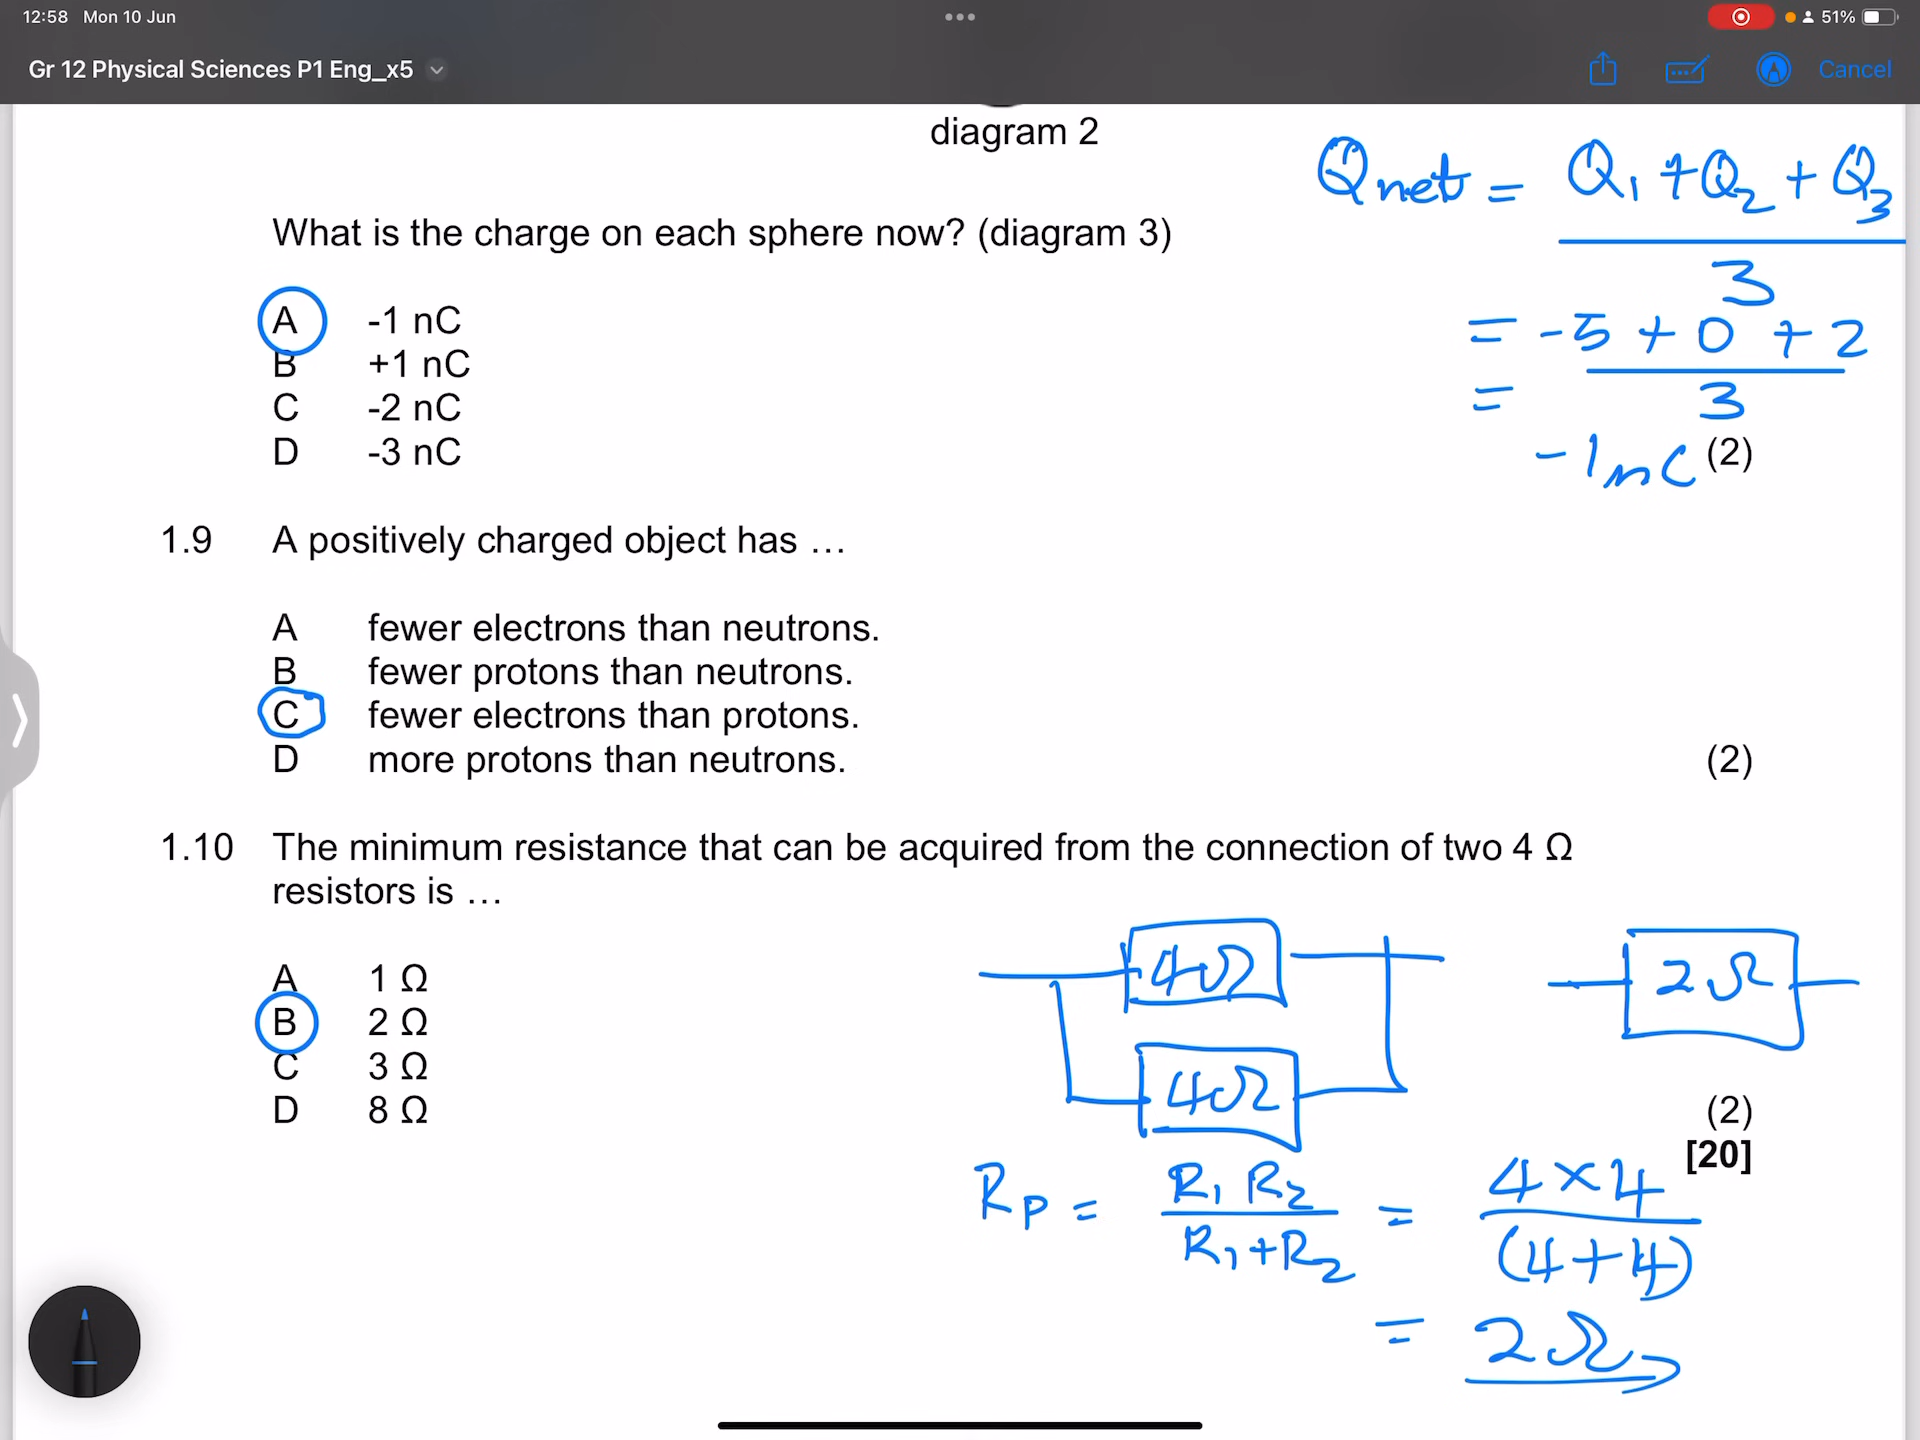 12:58 Mon 10 Jun
51%
Gr 12 Physical Sciences P1 Eng_x5
Cancel
diagram 2
Qnet = Q1 + Q2 + Q3
3
What is the charge on each sphere now? (diagram 3)
= -5 + 0 + 2
3
=
-1nC (2)
A -1 nC
B +1 nC
C -2 nC
D -3 nC
1.9 A positively charged object has …
A fewer electrons than neutrons.
B fewer protons than neutrons.
C fewer electrons than protons.
D more protons than neutrons.
(2)
1.10 The minimum resistance that can be acquired from the connection of two 4 Ω
resistors is …
A 1 Ω
B 2 Ω
C 3 Ω
D 8 Ω
4Ω
4Ω
2Ω
(2)
[20]
Rp = R1 R2
R1+R2
= 4×4
(4+4)
= 2Ω